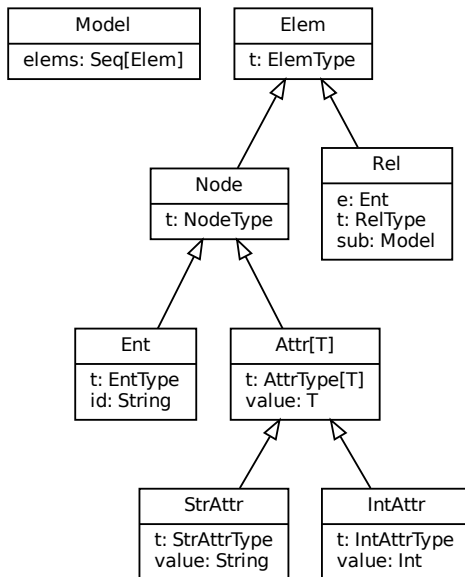 Model
elems: Seq[Elem]
Elem
t: ElemType
Node
t: NodeType
Rel
e: Ent
t: RelType
sub: Model
Ent
t: EntType
id: String
Attr[T]
t: AttrType[T]
value: T
StrAttr
t: StrAttrType
value: String
IntAttr
t: IntAttrType
value: Int